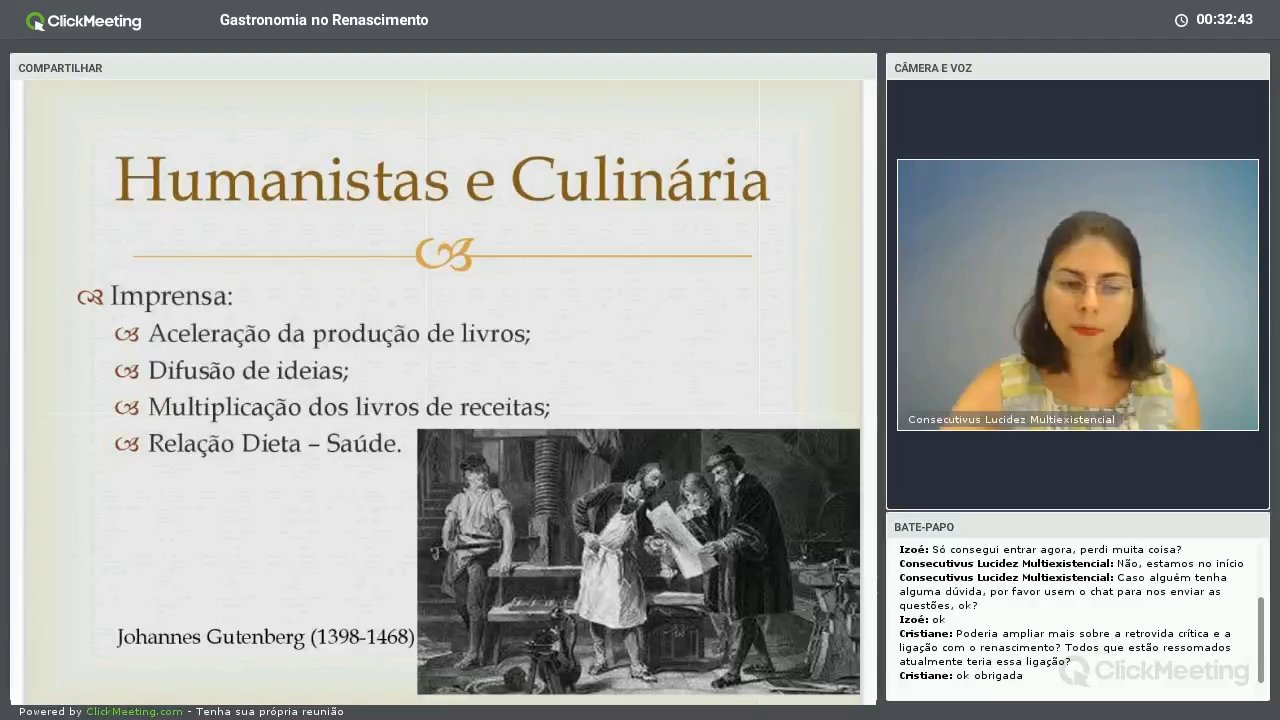 ClickMeeting
Gastronomia no Renascimento
00:32:43
COMPARTILHAR
Humanistas e Culinária
Imprensa:
Aceleração da produção de livros;
Difusão de ideias;
Multiplicação dos livros de receitas;
Relação Dieta – Saúde.
Johannes Gutenberg (1398-1468)
CÂMERA E VOZ
Consecutivus Lucidez Multiexistencial
BATE-PAPO
Izoé: Só consegui entrar agora, perdi muita coisa?
Consecutivus Lucidez Multiexistencial: Não, estamos no início
Consecutivus Lucidez Multiexistencial: Caso alguém tenha
alguma dúvida, por favor usem o chat para nos enviar as
questões, ok?
Izoé: ok
Cristiane: Poderia ampliar mais sobre a retrovida crítica e a
ligação com o renascimento? Todos que estão ressomados
atualmente teria essa ligação?
Cristiane: ok obrigada
ClickMeeting
Powered by ClickMeeting.com - Tenha sua própria reunião